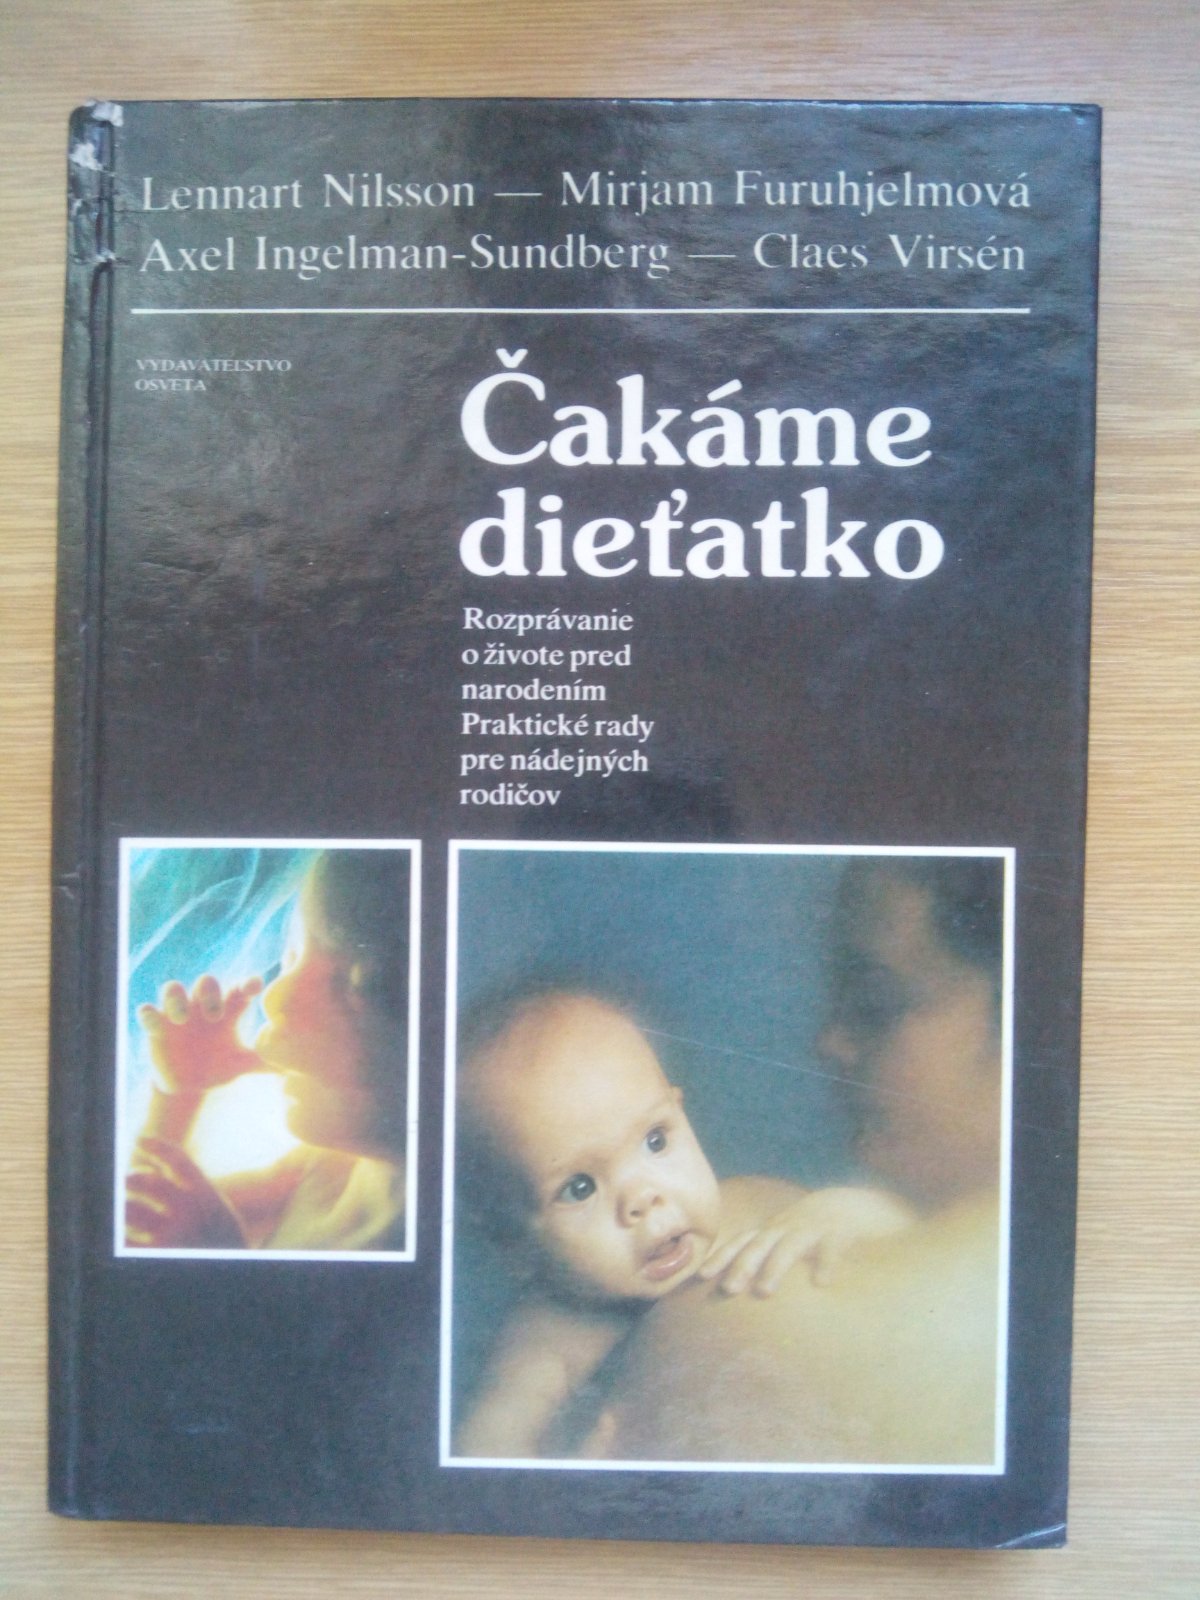 Lennart Nilsson — Mirjam Furuhjelmová
Axel Ingelman-Sundberg — Claes Virsén
VYDAVATEĽSTVO
OSVETA
Čakáme
dieťatko
Rozprávanie
o živote pred
narodením
Praktické rady
pre nádejných
rodičov